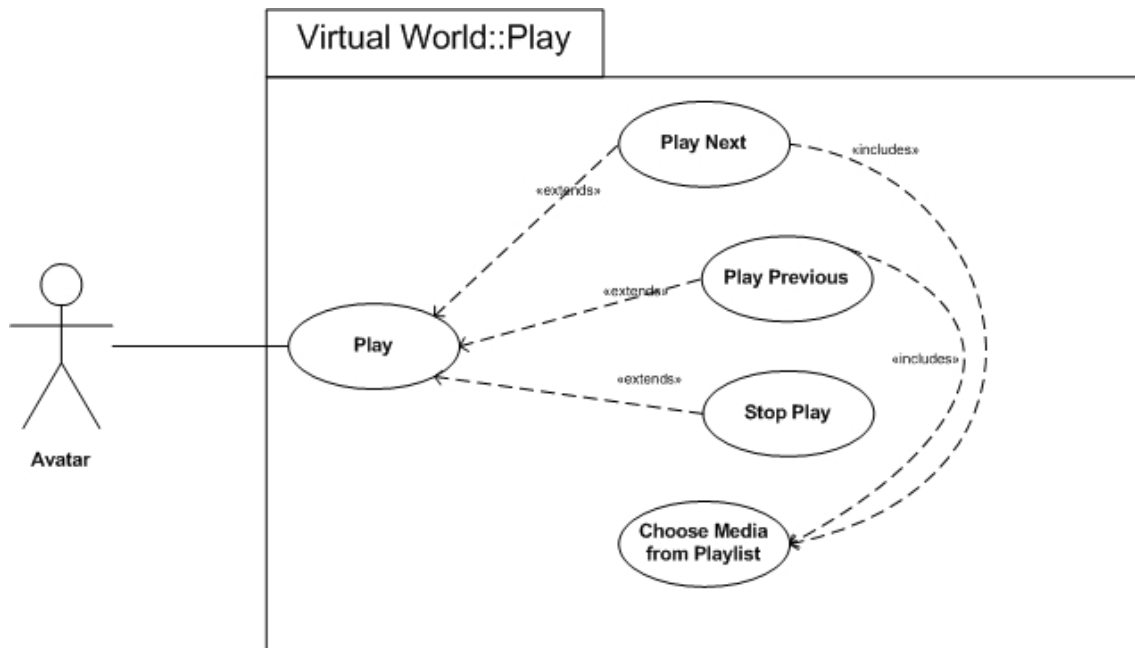 Virtual World::Play
Play Next
«includes»
«extends»
Play Previous
«extends»
Play
«includes»
«extends»
Stop Play
Avatar
Choose Media
from Playlist